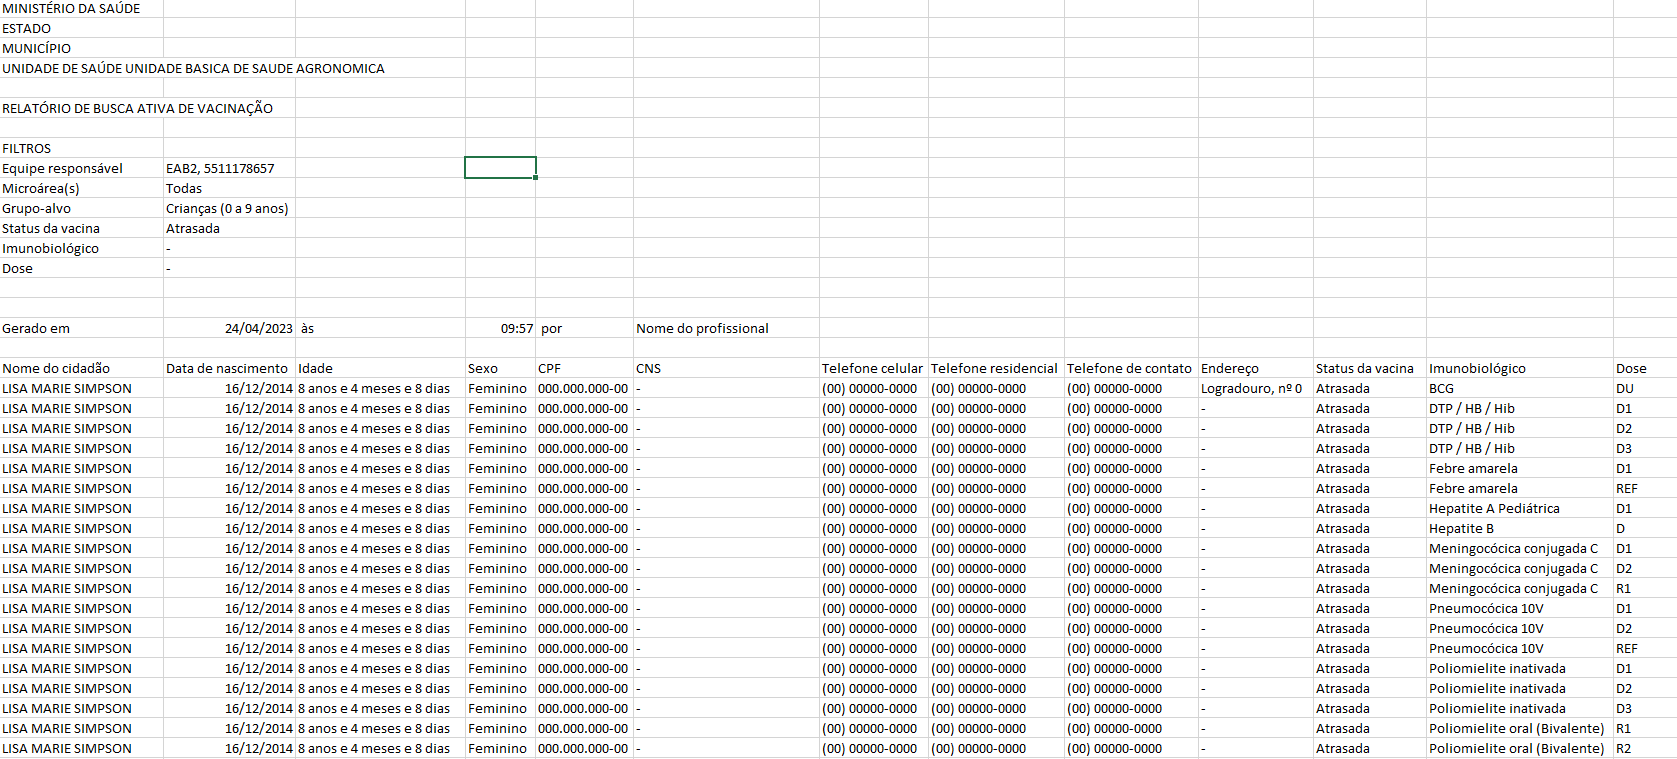 MINISTÉRIO DA SAÚDE
ESTADO
MUNICÍPIO
UNIDADE DE SAÚDE UNIDADE BASICA DE SAUDE AGRONOMICA
RELATÓRIO DE BUSCA ATIVA DE VACINAÇÃO
FILTROS
Equipe responsável EAB2, 5511178657
Microárea(s) Todas
Grupo-alvo Crianças (0 a 9 anos)
Status da vacina Atrasada
Imunobiológico -
Dose -
Gerado em 24/04/2023 às 09:57 por Nome do profissional
Nome do cidadão Data de nascimento Idade Sexo CPF CNS Telefone celular Telefone residencial Telefone de contato Endereço Status da vacina Imunobiológico Dose
LISA MARIE SIMPSON 16/12/2014 8 anos e 4 meses e 8 dias Feminino 000.000.000-00 - (00) 00000-0000 (00) 00000-0000 (00) 00000-0000 Logradouro, nº 0 Atrasada BCG DU
LISA MARIE SIMPSON 16/12/2014 8 anos e 4 meses e 8 dias Feminino 000.000.000-00 - (00) 00000-0000 (00) 00000-0000 (00) 00000-0000 - Atrasada DTP / HB / Hib D1
LISA MARIE SIMPSON 16/12/2014 8 anos e 4 meses e 8 dias Feminino 000.000.000-00 - (00) 00000-0000 (00) 00000-0000 (00) 00000-0000 - Atrasada DTP / HB / Hib D2
LISA MARIE SIMPSON 16/12/2014 8 anos e 4 meses e 8 dias Feminino 000.000.000-00 - (00) 00000-0000 (00) 00000-0000 (00) 00000-0000 - Atrasada DTP / HB / Hib D3
LISA MARIE SIMPSON 16/12/2014 8 anos e 4 meses e 8 dias Feminino 000.000.000-00 - (00) 00000-0000 (00) 00000-0000 (00) 00000-0000 - Atrasada Febre amarela D1
LISA MARIE SIMPSON 16/12/2014 8 anos e 4 meses e 8 dias Feminino 000.000.000-00 - (00) 00000-0000 (00) 00000-0000 (00) 00000-0000 - Atrasada Febre amarela REF
LISA MARIE SIMPSON 16/12/2014 8 anos e 4 meses e 8 dias Feminino 000.000.000-00 - (00) 00000-0000 (00) 00000-0000 (00) 00000-0000 - Atrasada Hepatite A Pediátrica D1
LISA MARIE SIMPSON 16/12/2014 8 anos e 4 meses e 8 dias Feminino 000.000.000-00 - (00) 00000-0000 (00) 00000-0000 (00) 00000-0000 - Atrasada Hepatite B D
LISA MARIE SIMPSON 16/12/2014 8 anos e 4 meses e 8 dias Feminino 000.000.000-00 - (00) 00000-0000 (00) 00000-0000 (00) 00000-0000 - Atrasada Meningocócica conjugada C D1
LISA MARIE SIMPSON 16/12/2014 8 anos e 4 meses e 8 dias Feminino 000.000.000-00 - (00) 00000-0000 (00) 00000-0000 (00) 00000-0000 - Atrasada Meningocócica conjugada C D2
LISA MARIE SIMPSON 16/12/2014 8 anos e 4 meses e 8 dias Feminino 000.000.000-00 - (00) 00000-0000 (00) 00000-0000 (00) 00000-0000 - Atrasada Meningocócica conjugada C R1
LISA MARIE SIMPSON 16/12/2014 8 anos e 4 meses e 8 dias Feminino 000.000.000-00 - (00) 00000-0000 (00) 00000-0000 (00) 00000-0000 - Atrasada Pneumocócica 10V D1
LISA MARIE SIMPSON 16/12/2014 8 anos e 4 meses e 8 dias Feminino 000.000.000-00 - (00) 00000-0000 (00) 00000-0000 (00) 00000-0000 - Atrasada Pneumocócica 10V D2
LISA MARIE SIMPSON 16/12/2014 8 anos e 4 meses e 8 dias Feminino 000.000.000-00 - (00) 00000-0000 (00) 00000-0000 (00) 00000-0000 - Atrasada Pneumocócica 10V REF
LISA MARIE SIMPSON 16/12/2014 8 anos e 4 meses e 8 dias Feminino 000.000.000-00 - (00) 00000-0000 (00) 00000-0000 (00) 00000-0000 - Atrasada Poliomielite inativada D1
LISA MARIE SIMPSON 16/12/2014 8 anos e 4 meses e 8 dias Feminino 000.000.000-00 - (00) 00000-0000 (00) 00000-0000 (00) 00000-0000 - Atrasada Poliomielite inativada D2
LISA MARIE SIMPSON 16/12/2014 8 anos e 4 meses e 8 dias Feminino 000.000.000-00 - (00) 00000-0000 (00) 00000-0000 (00) 00000-0000 - Atrasada Poliomielite inativada D3
LISA MARIE SIMPSON 16/12/2014 8 anos e 4 meses e 8 dias Feminino 000.000.000-00 - (00) 00000-0000 (00) 00000-0000 (00) 00000-0000 - Atrasada Poliomielite oral (Bivalente) R1
LISA MARIE SIMPSON 16/12/2014 8 anos e 4 meses e 8 dias Feminino 000.000.000-00 - (00) 00000-0000 (00) 00000-0000 (00) 00000-0000 - Atrasada Poliomielite oral (Bivalente) R2